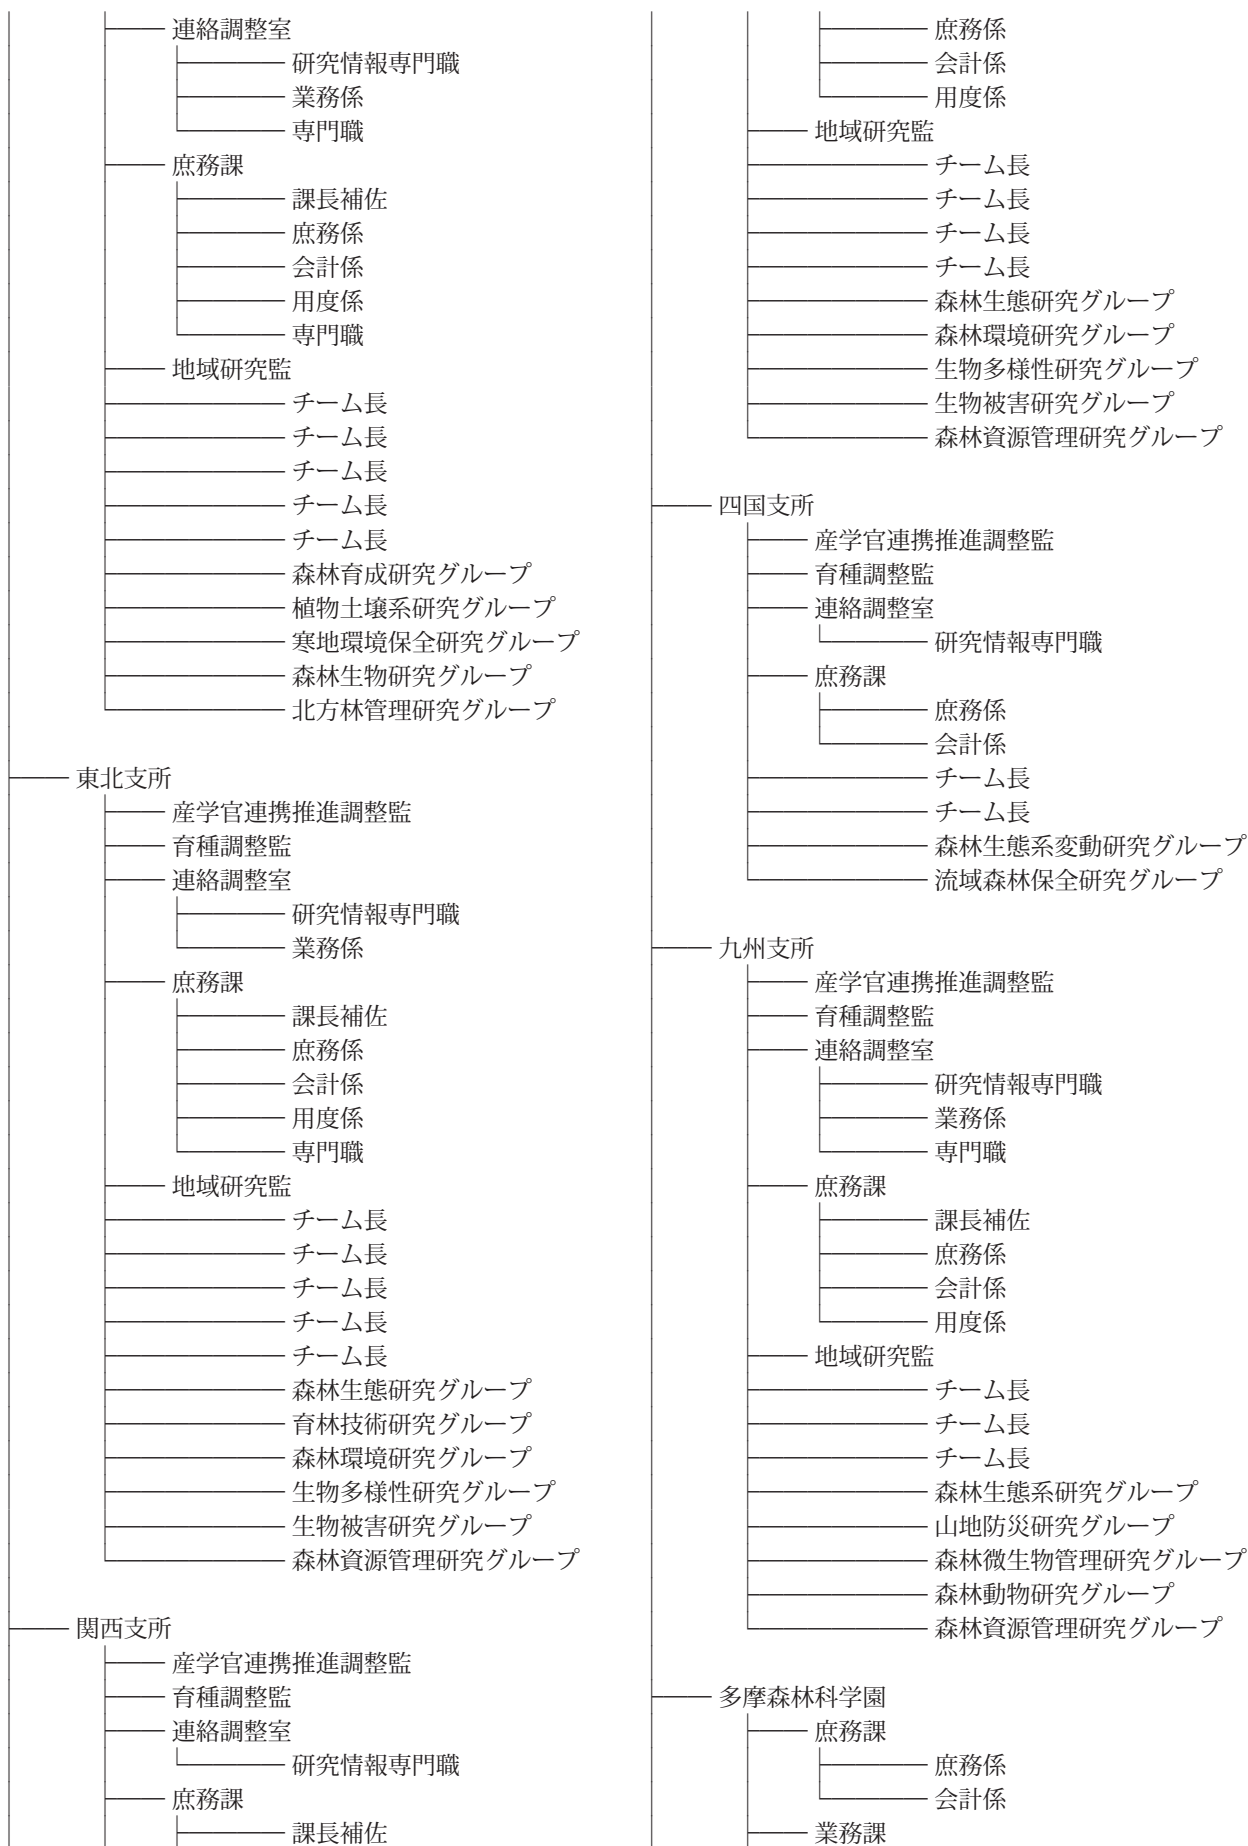 連絡調整室
研究情報専門職
業務係
専門職
庶務課
課長補佐
庶務係
会計係
用度係
専門職
地域研究監
チーム長
チーム長
チーム長
チーム長
チーム長
森林育成研究グループ
植物土壌系研究グループ
寒地環境保全研究グループ
森林生物研究グループ
北方林管理研究グループ
東北支所
産学官連携推進調整監
育種調整監
連絡調整室
研究情報専門職
業務係
庶務課
課長補佐
庶務係
会計係
用度係
専門職
地域研究監
チーム長
チーム長
チーム長
チーム長
チーム長
森林生態研究グループ
育林技術研究グループ
森林環境研究グループ
生物多様性研究グループ
生物被害研究グループ
森林資源管理研究グループ
関西支所
産学官連携推進調整監
育種調整監
連絡調整室
研究情報専門職
庶務課
課長補佐
庶務係
会計係
用度係
地域研究監
チーム長
チーム長
チーム長
チーム長
森林生態研究グループ
森林環境研究グループ
生物多様性研究グループ
生物被害研究グループ
森林資源管理研究グループ
四国支所
産学官連携推進調整監
育種調整監
連絡調整室
研究情報専門職
庶務課
庶務係
会計係
チーム長
チーム長
森林生態系変動研究グループ
流域森林保全研究グループ
九州支所
産学官連携推進調整監
育種調整監
連絡調整室
研究情報専門職
業務係
専門職
庶務課
課長補佐
庶務係
会計係
用度係
地域研究監
チーム長
チーム長
チーム長
森林生態系研究グループ
山地防災研究グループ
森林微生物管理研究グループ
森林動物研究グループ
森林資源管理研究グループ
多摩森林科学園
庶務課
庶務係
会計係
業務課